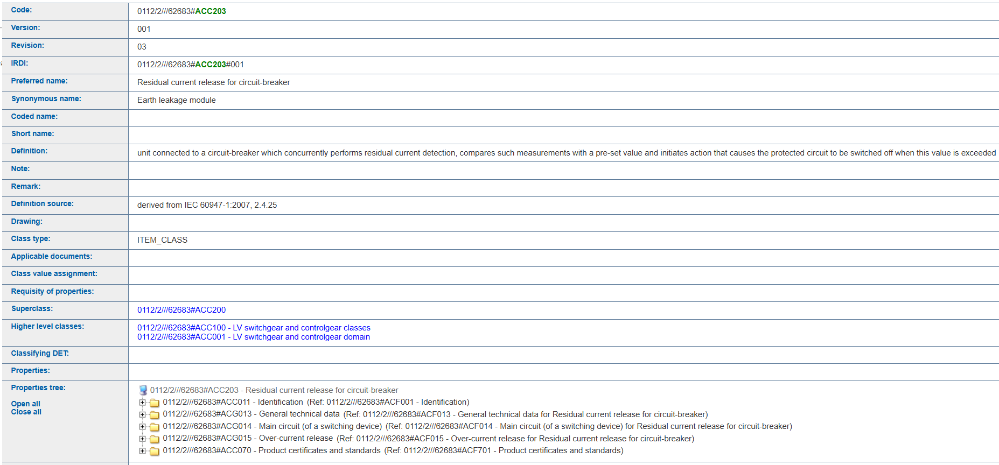 Code: 0112/2///62683#ACC203
Version: 001
Revision: 03
IRDI: 0112/2///62683#ACC203#001
Preferred name: Residual current release for circuit-breaker
Synonymous name: Earth leakage module
Coded name:
Short name:
Definition: unit connected to a circuit-breaker which concurrently performs residual current detection, compares such measurements with a pre-set value and initiates action that causes the protected circuit to be switched off when this value is exceeded
Note:
Remark:
Definition source: derived from IEC 60947-1:2007, 2.4.25
Drawing:
Class type: ITEM_CLASS
Applicable documents:
Class value assignment:
Requisity of properties:
Superclass: 0112/2///62683#ACC200
Higher level classes: 0112/2///62683#ACC100 - LV switchgear and controlgear classes
0112/2///62683#ACC001 - LV switchgear and controlgear domain
Classifying DET:
Properties:
Properties tree: 0112/2///62683#ACC203 - Residual current release for circuit-breaker
Open all
Close all
0112/2///62683#ACC011 - Identification (Ref: 0112/2///62683#ACF001 - Identification)
0112/2///62683#ACG013 - General technical data (Ref: 0112/2///62683#ACF013 - General technical data for Residual current release for circuit-breaker)
0112/2///62683#ACG014 - Main circuit (of a switching device) (Ref: 0112/2///62683#ACF014 - Main circuit (of a switching device) for Residual current release for circuit-breaker)
0112/2///62683#ACG015 - Over-current release (Ref: 0112/2///62683#ACF015 - Over-current release for Residual current release for circuit-breaker)
0112/2///62683#ACC070 - Product certificates and standards (Ref: 0112/2///62683#ACF701 - Product certificates and standards)